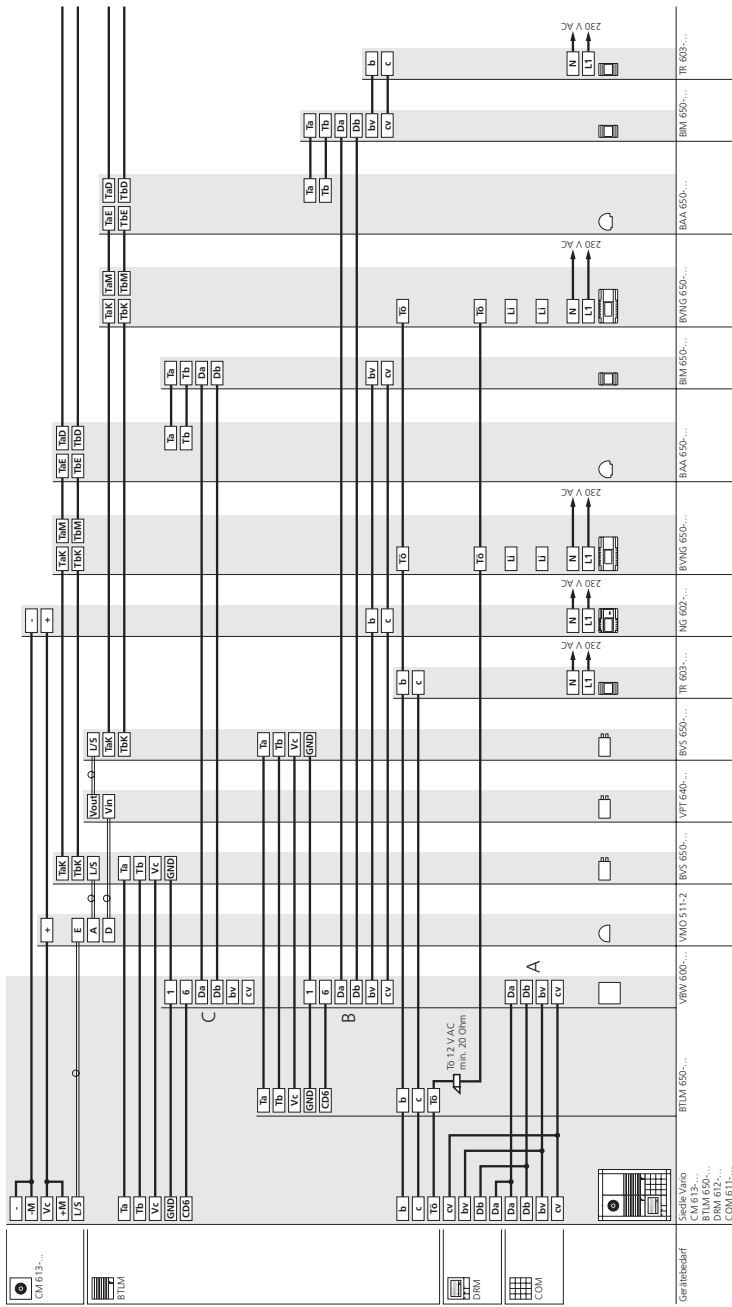 CM 613-...
BTLM
DRM
COM
Gerätebedarf
-
-M
Vc
+M
L/S
Ta
Tb
Vc
GND
CD6
b
c
Tö
cv
bv
Db
Da
Da
Db
bv
cv
Siedle Vario
CM 613-...
BTLM 650-...
DRM 612-...
COM 611-...
Ta
Tb
Vc
GND
CD6
b
c
Tö
Tö 12 V AC
min. 20 Ohm
BTLM 650-...
C
B
A
1
6
Da
Db
bv
cv
1
6
Da
Db
bv
cv
Da
Db
bv
cv
VBW 600-...
+
E
A
D
VMO 511-2
TaK
TbK
L/S
Ta
Tb
Vc
GND
BVS 650-...
Vout
Vin
VPT 640-...
L/S
TaK
TbK
Ta
Tb
Vc
GND
BVS 650-...
b
c
N
L1
230 V AC
TR 603-...
-
+
b
c
N
L1
230 V AC
NG 602-...
TaK TaM
TbK TbM
Tö
Tö
Li
Li
N
L1
230 V AC
BVNG 650-...
TaE TaD
TbE TbD
Ta
Tb
BAA 650-...
Ta
Tb
Da
Db
bv
cv
BIM 650-...
TaK TaM
TbK TbM
Tö
Tö
Li
Li
N
L1
230 V AC
BVNG 650-...
TaE TaD
TbE TbD
Ta
Tb
BAA 650-...
Ta
Tb
Da
Db
bv
cv
BIM 650-...
b
c
N
L1
230 V AC
TR 603-...